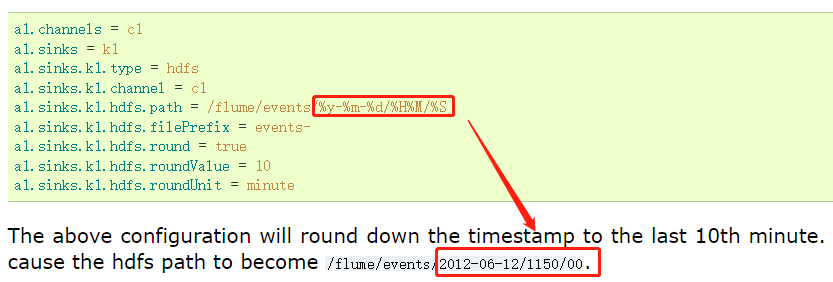 a1.channels = c1
a1.sinks = k1
a1.sinks.k1.type = hdfs
a1.sinks.k1.channel = c1
a1.sinks.k1.hdfs.path = /flume/events/%y-%m-%d/%H%M/%S
a1.sinks.k1.hdfs.filePrefix = events-
a1.sinks.k1.hdfs.round = true
a1.sinks.k1.hdfs.roundValue = 10
a1.sinks.k1.hdfs.roundUnit = minute
The above configuration will round down the timestamp to the last 10th minute.
cause the hdfs path to become /flume/events/2012-06-12/1150/00.